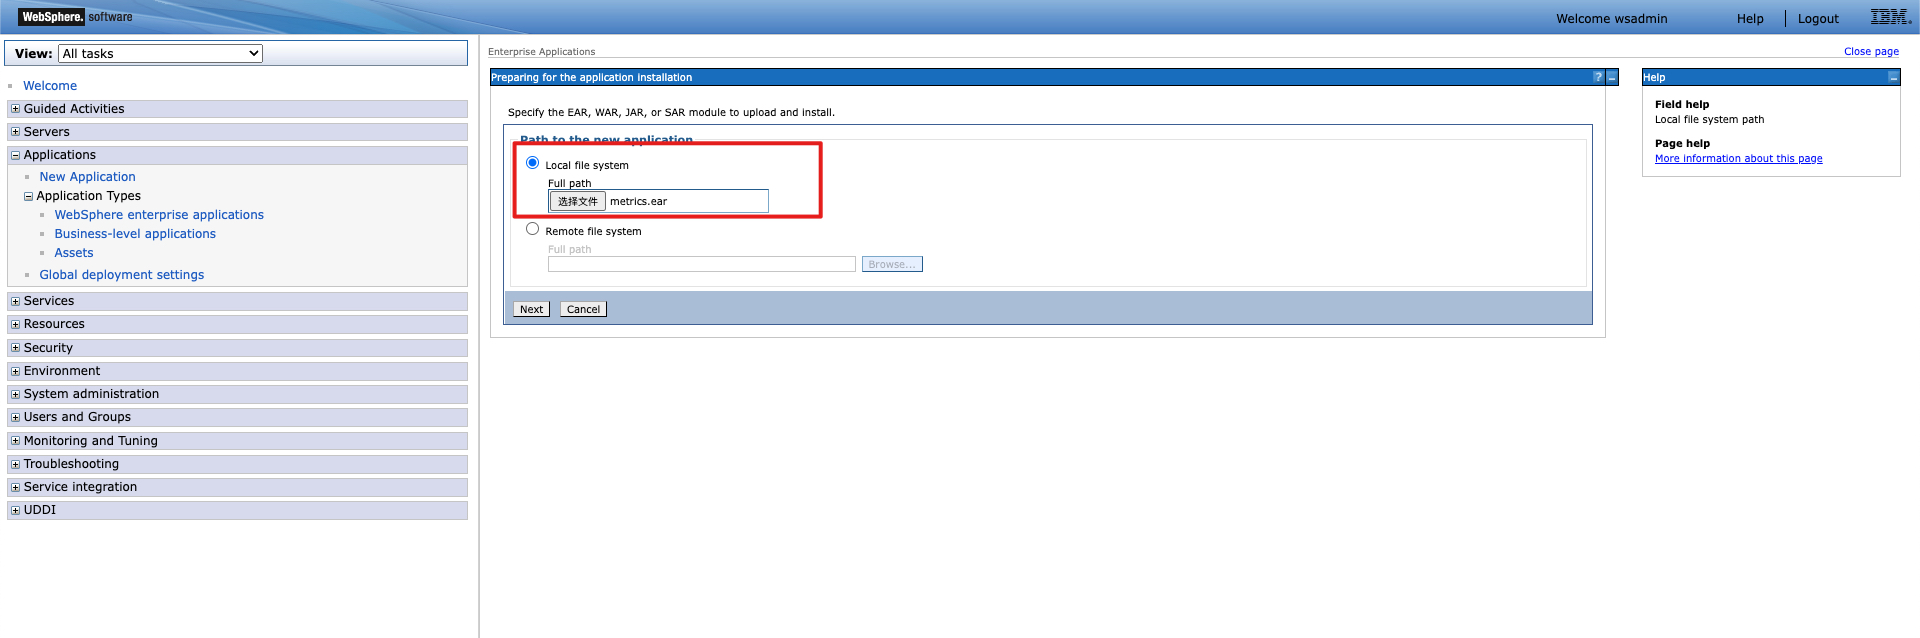 WebSphere. software
Welcome wsadmin
Help
Logout
IBM.
View: All tasks
Welcome
Guided Activities
Servers
Applications
New Application
Application Types
WebSphere enterprise applications
Business-level applications
Assets
Global deployment settings
Services
Resources
Security
Environment
System administration
Users and Groups
Monitoring and Tuning
Troubleshooting
Service integration
UDDI
Enterprise Applications
Close page
Preparing for the application installation
?
Specify the EAR, WAR, JAR, or SAR module to upload and install.
Path to the new application
Local file system
Full path
选择文件 metrics.ear
Remote file system
Full path
Browse...
Next
Cancel
Help
Field help
Local file system path
Page help
More information about this page